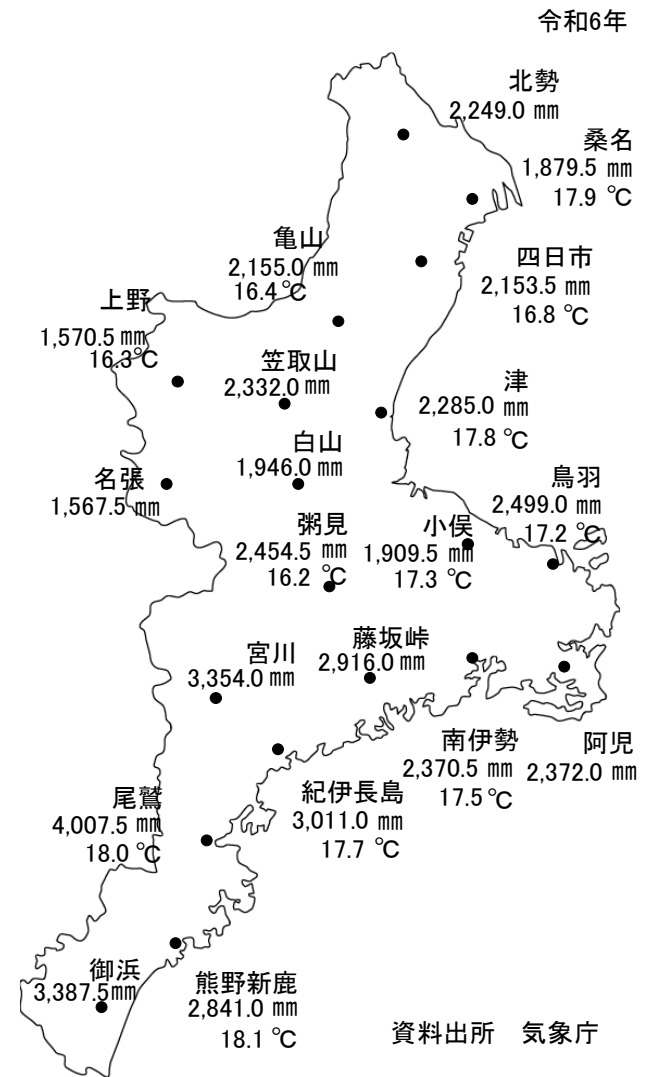 令和6年
北勢
2,249.0 ㎜
桑名
1,879.5 ㎜
17.9 ℃
亀山
2,155.0 ㎜
16.4℃
四日市
2,153.5 ㎜
16.8 ℃
上野
1,570.5 ㎜
16.3℃
笠取山
2,332.0 ㎜
津
2,285.0 ㎜
17.8 ℃
白山
1,946.0 ㎜
名張
1,567.5 ㎜
鳥羽
2,499.0 ㎜
17.2 ℃
粥見
2,454.5 ㎜
16.2 ℃
小俣
1,909.5 ㎜
17.3 ℃
宮川
3,354.0 ㎜
藤坂峠
2,916.0 ㎜
南伊勢
2,370.5 ㎜
17.5 ℃
阿児
2,372.0 ㎜
尾鷲
4,007.5 ㎜
18.0 ℃
紀伊長島
3,011.0 ㎜
17.7 ℃
御浜
3,387.5㎜
熊野新鹿
2,841.0 ㎜
18.1 ℃
資料出所 気象庁